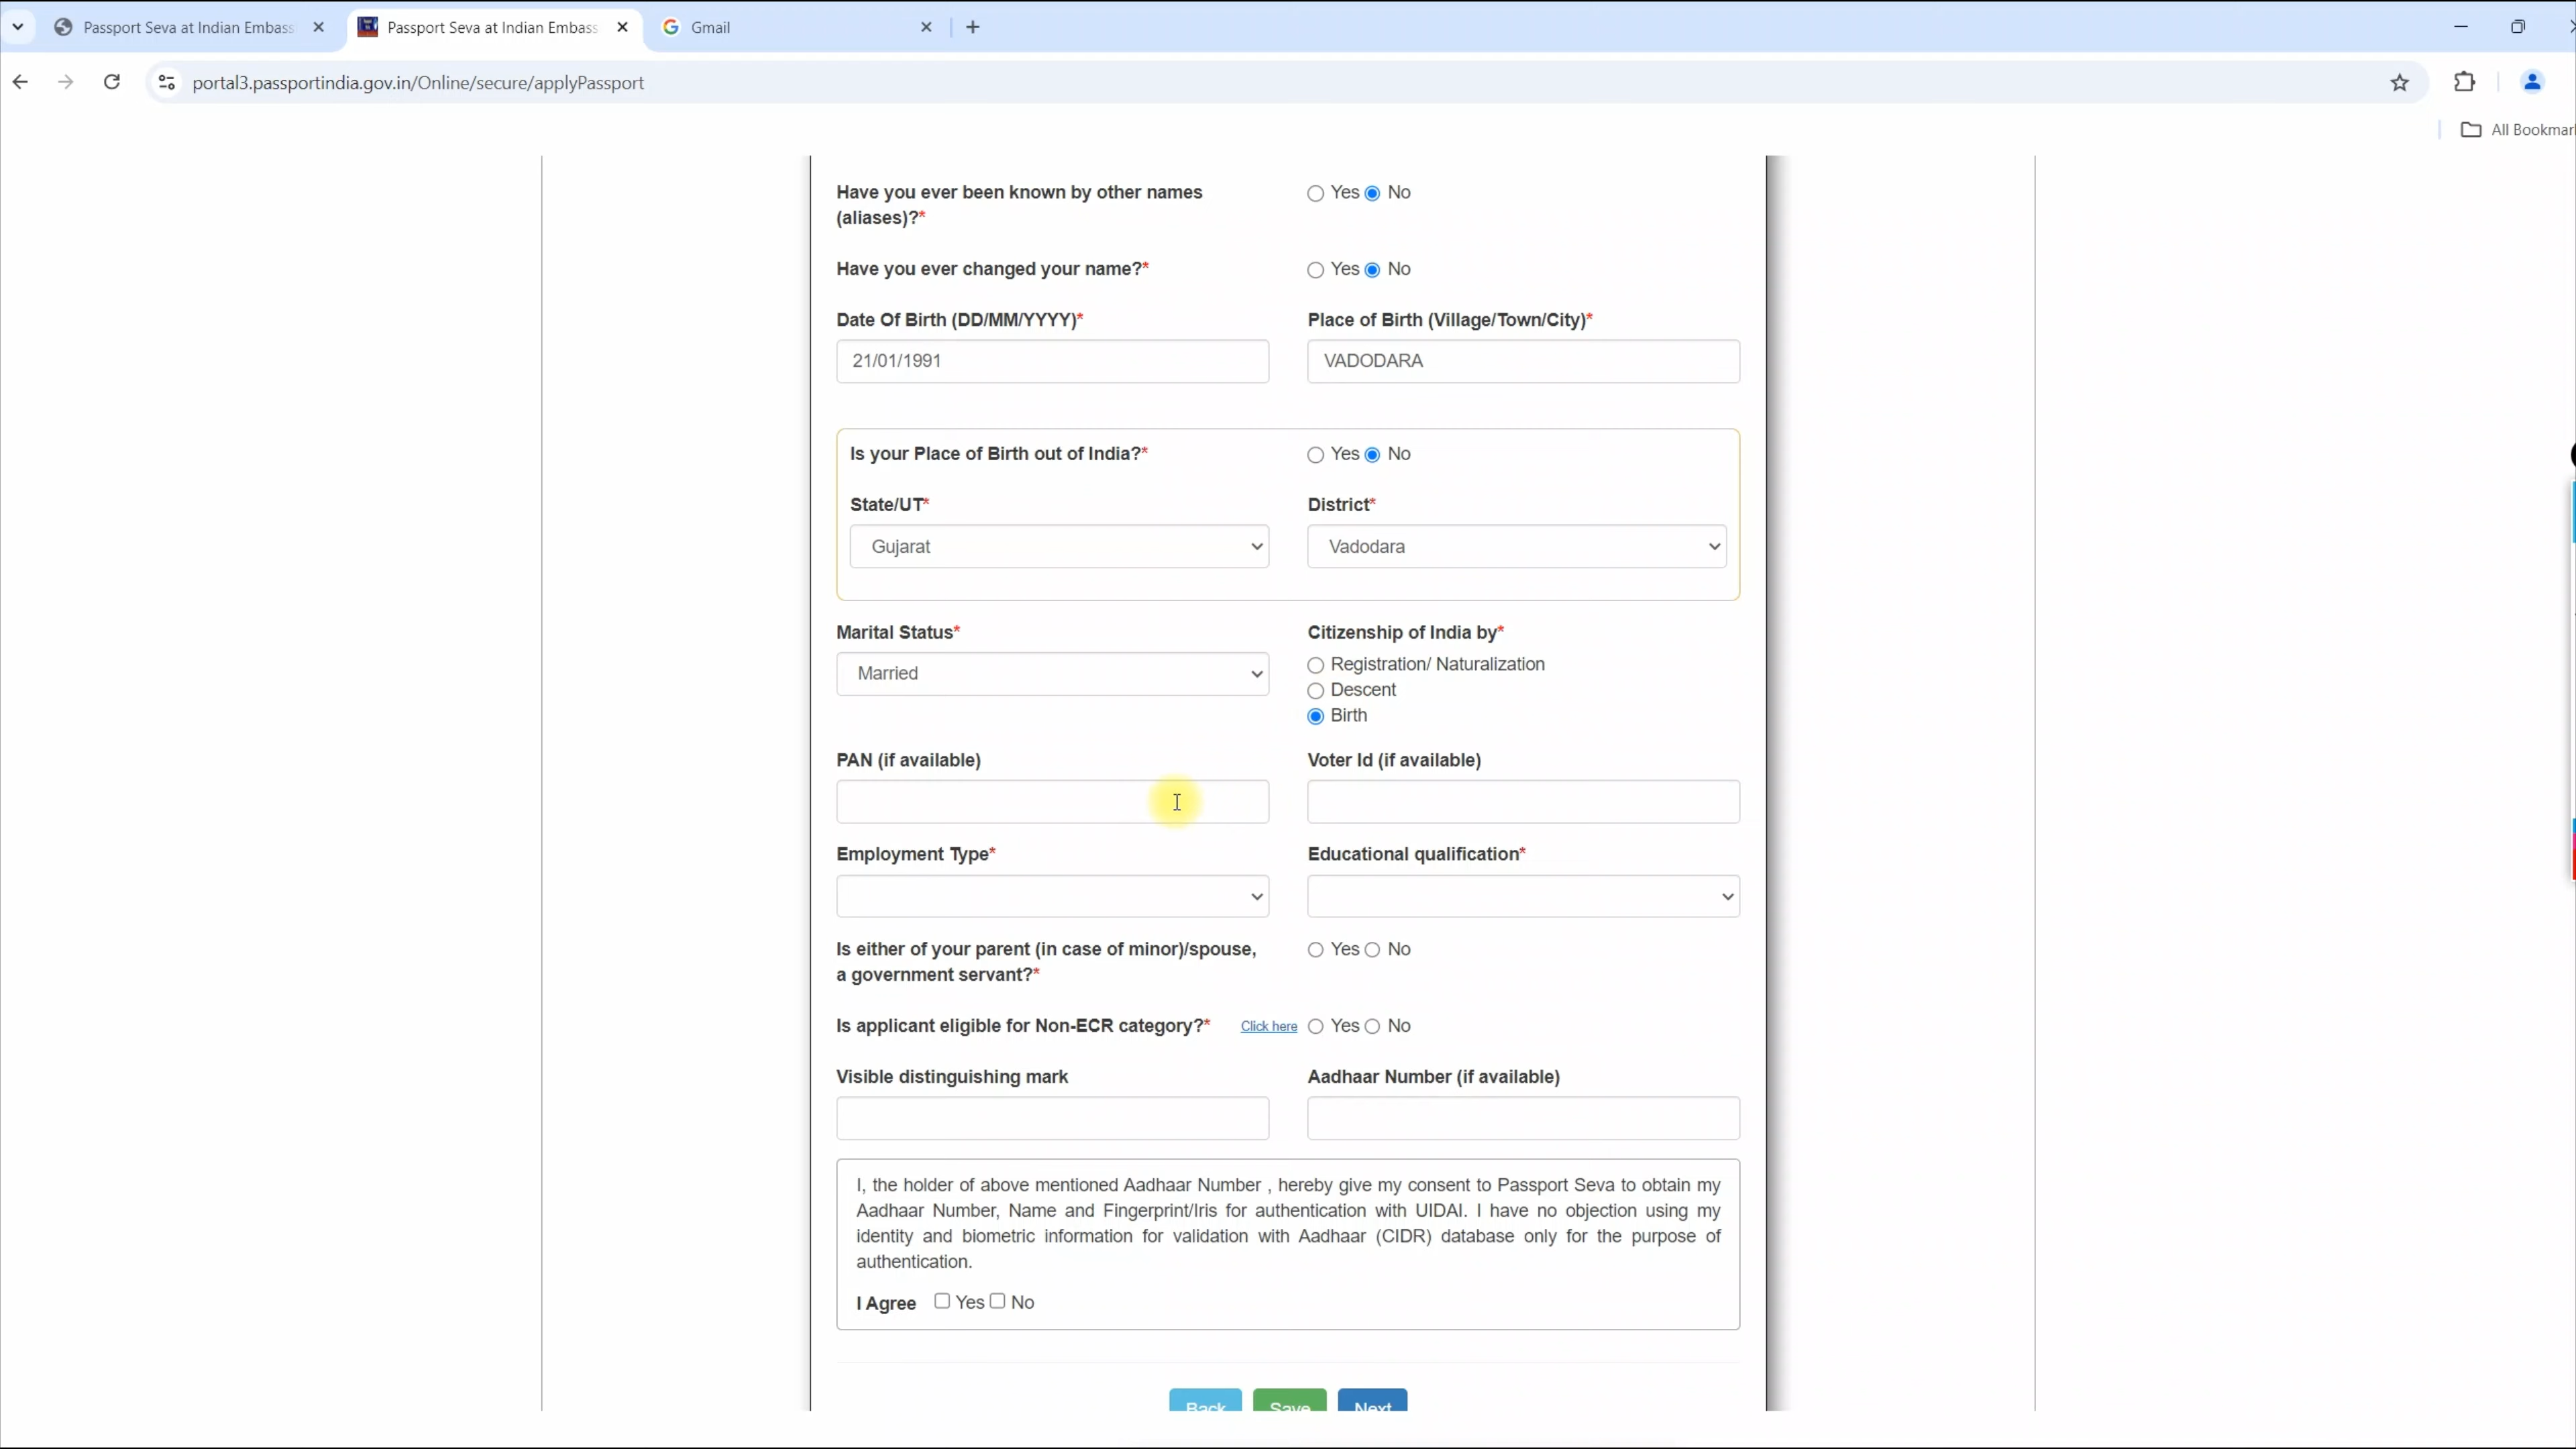 Passport Seva at Indian Embass
Passport Seva at Indian Embass
Gmail
portal3.passportindia.gov.in/Online/secure/applyPassport
All Bookmar
Have you ever been known by other names (aliases)?* Yes No
Have you ever changed your name?* Yes No
Date Of Birth (DD/MM/YYYY)* Place of Birth (Village/Town/City)*
21/01/1991 VADODARA
Is your Place of Birth out of India?* Yes No
State/UT* District*
Gujarat Vadodara
Marital Status* Citizenship of India by*
Married
Registration/ Naturalization
Descent
Birth
PAN (if available) Voter Id (if available)
Employment Type* Educational qualification*
Is either of your parent (in case of minor)/spouse, a government servant?* Yes No
Is applicant eligible for Non-ECR category?* Click here Yes No
Visible distinguishing mark Aadhaar Number (if available)
I, the holder of above mentioned Aadhaar Number , hereby give my consent to Passport Seva to obtain my
Aadhaar Number, Name and Fingerprint/Iris for authentication with UIDAI. I have no objection using my
identity and biometric information for validation with Aadhaar (CIDR) database only for the purpose of
authentication.
I Agree Yes No
Back Save Next